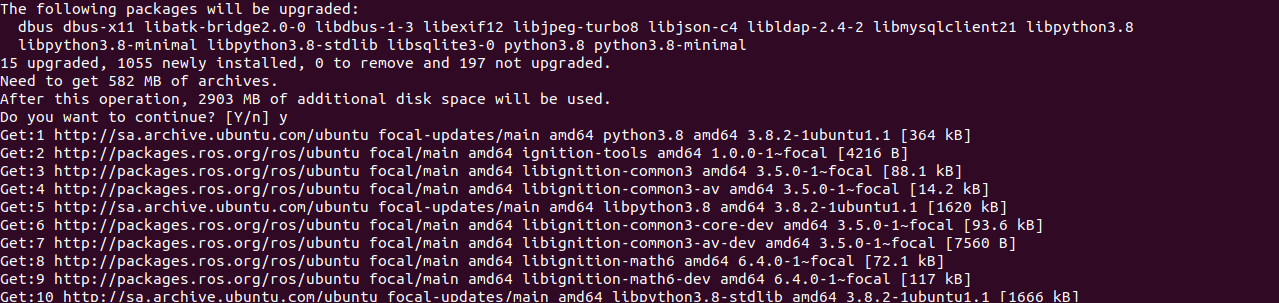 The following packages will be upgraded:
  dbus dbus-x11 libatk-bridge2.0-0 libdbus-1-3 libexif12 libjpeg-turbo8 libjson-c4 libldap-2.4-2 libmysqlclient21 libpython3.8
  libpython3.8-minimal libpython3.8-stdlib libsqlite3-0 python3.8 python3.8-minimal
15 upgraded, 1055 newly installed, 0 to remove and 197 not upgraded.
Need to get 582 MB of archives.
After this operation, 2903 MB of additional disk space will be used.
Do you want to continue? [Y/n] y
Get:1 http://sa.archive.ubuntu.com/ubuntu focal-updates/main amd64 python3.8 amd64 3.8.2-1ubuntu1.1 [364 kB]
Get:2 http://packages.ros.org/ros/ubuntu focal/main amd64 ignition-tools amd64 1.0.0-1~focal [4216 B]
Get:3 http://packages.ros.org/ros/ubuntu focal/main amd64 libignition-common3 amd64 3.5.0-1~focal [88.1 kB]
Get:4 http://packages.ros.org/ros/ubuntu focal/main amd64 libignition-common3-av amd64 3.5.0-1~focal [14.2 kB]
Get:5 http://sa.archive.ubuntu.com/ubuntu focal-updates/main amd64 libpython3.8 amd64 3.8.2-1ubuntu1.1 [1620 kB]
Get:6 http://packages.ros.org/ros/ubuntu focal/main amd64 libignition-common3-core-dev amd64 3.5.0-1~focal [93.6 kB]
Get:7 http://packages.ros.org/ros/ubuntu focal/main amd64 libignition-common3-av-dev amd64 3.5.0-1~focal [7560 B]
Get:8 http://packages.ros.org/ros/ubuntu focal/main amd64 libignition-math6 amd64 6.4.0-1~focal [72.1 kB]
Get:9 http://packages.ros.org/ros/ubuntu focal/main amd64 libignition-math6-dev amd64 6.4.0-1~focal [117 kB]
Get:10 http://sa.archive.ubuntu.com/ubuntu focal-updates/main amd64 libpython3.8-stdlib amd64 3.8.2-1ubuntu1.1 [1666 kB]